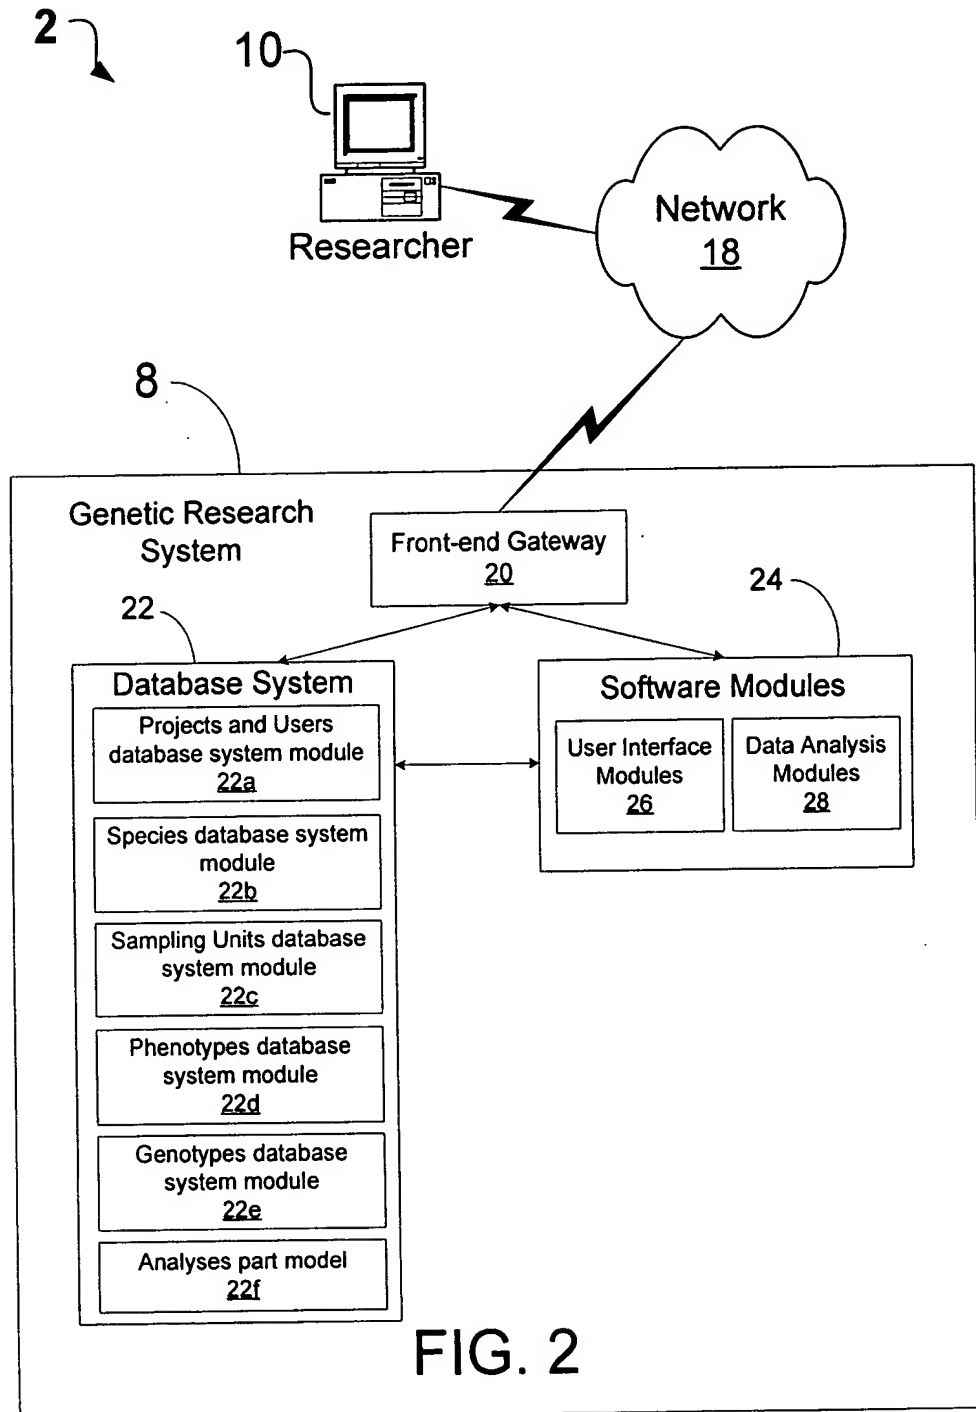 2
10
Researcher
Network
18
8
Genetic Research
System
Front-end Gateway
20
22
24
Database System
Projects and Users
database system module
22a
Species database system
module
22b
Sampling Units database
system module
22c
Phenotypes database
system module
22d
Genotypes database
system module
22e
Analyses part model
22f
Software Modules
User Interface
Modules
26
Data Analysis
Modules
28
FIG. 2